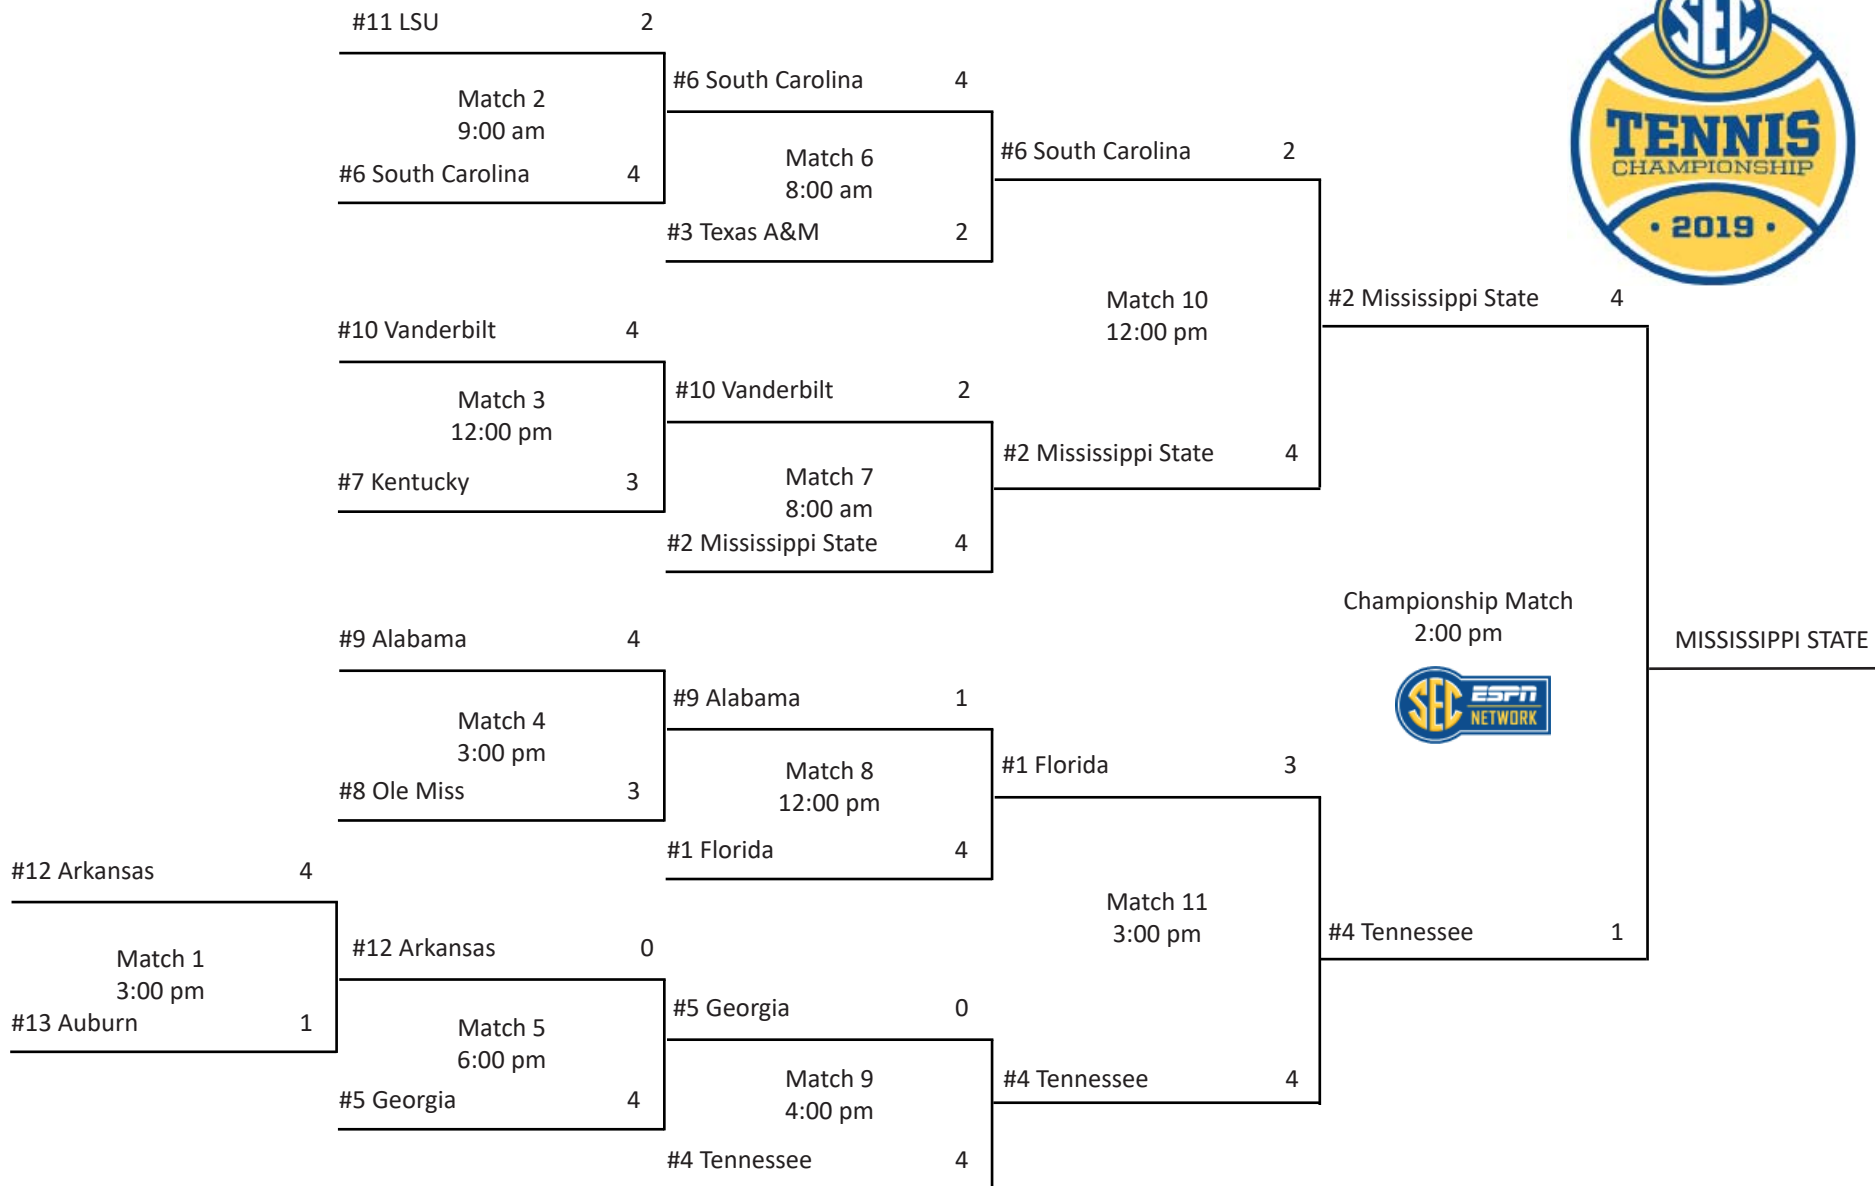 #11 LSU 2
Match 2
9:00 am
#6 South Carolina 4
#6 South Carolina 4
Match 6
8:00 am
#3 Texas A&M 2
#6 South Carolina 2
#10 Vanderbilt 4
Match 3
12:00 pm
#7 Kentucky 3
#10 Vanderbilt 2
Match 7
8:00 am
#2 Mississippi State 4
Match 10
12:00 pm
#2 Mississippi State 4
#2 Mississippi State 4
SEC
TENNIS
CHAMPIONSHIP
• 2019 •
#9 Alabama 4
Match 4
3:00 pm
#8 Ole Miss 3
#9 Alabama 1
Match 8
12:00 pm
#1 Florida 4
#1 Florida 3
Championship Match
2:00 pm
SEC ESPN
NETWORK
MISSISSIPPI STATE
#12 Arkansas 4
Match 1
3:00 pm
#13 Auburn 1
#12 Arkansas 0
Match 5
6:00 pm
#5 Georgia 4
#5 Georgia 0
Match 9
4:00 pm
#4 Tennessee 4
Match 11
3:00 pm
#4 Tennessee 4
#4 Tennessee 1